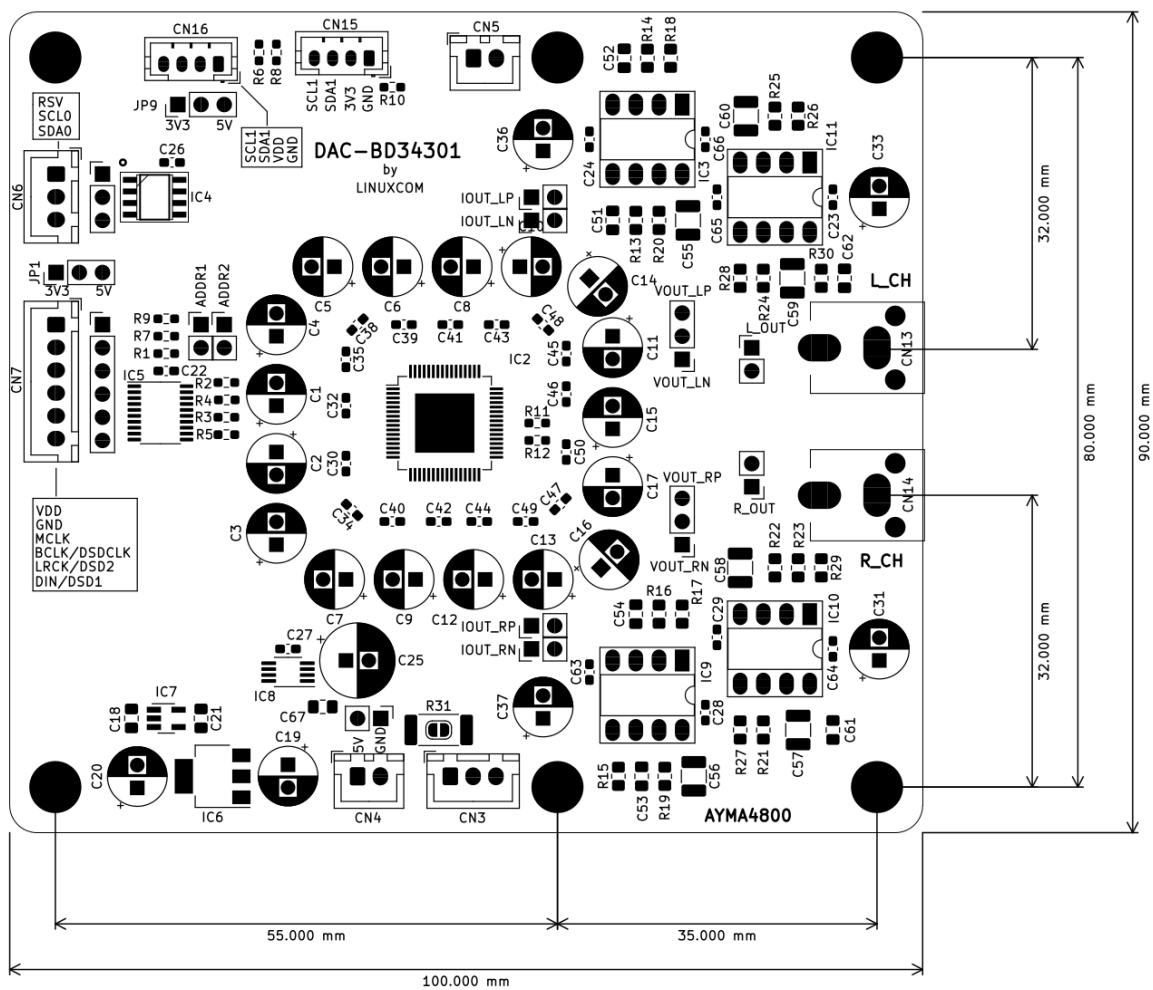 CN16
CN15
CN5
R14
R18
C52
R6
R8
SCL1
SDA1
3V3
GND
R10
JP9
3V3
5V
RSV
SCL0
SDA0
SCL1
SDA1
VDD
GND
DAC-BD34301
by
LINUXCOM
C36
C24
IC3
C66
C60
R25
R26
IC11
C33
C26
IC4
CN6
IOUT_LP
IOUT_LN
C10
C51
R13
R20
C55
C65
C23
C62
R30
R28
R24
C59
L_CH
32.000 mm
JP1
3V3
5V
ADDR1
ADDR2
C5
C6
C8
C14
VOUT_LP
L_OUT
CN13
C4
C38
C39
C41
C43
C48
C11
R9
R7
R1
C22
IC5
C35
IC2
C45
VOUT_LN
CN7
R2
R4
R3
R5
C1
C32
C46
C15
R11
R12
80.000 mm
90.000 mm
C2
C30
C50
C17
VOUT_RP
R_OUT
CN14
VDD
GND
MCLK
BCLK/DSDCLK
LRCK/DSD2
DIN/DSD1
C3
C34
C40
C42
C44
C49
C47
C16
C13
VOUT_RN
C58
R22
R23
R29
R_CH
C7
C9
C12
IOUT_RP
IOUT_RN
C54
R16
R17
C29
IC10
C31
C27
IC8
C25
C63
IC9
C64
32.000 mm
C67
5V
GND
R31
C37
C28
R27
R21
C57
C61
C18
IC7
C21
C20
IC6
C19
CN4
CN3
R15
C53
R19
C56
AYMA4800
55.000 mm
35.000 mm
100.000 mm